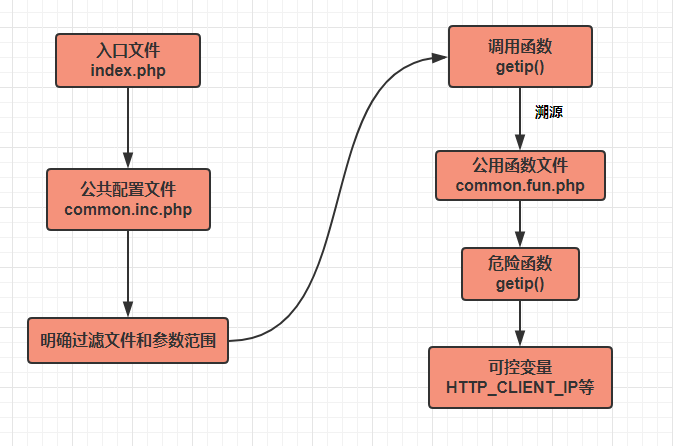 入口文件
index.php
公共配置文件
common.inc.php
明确过滤文件和参数范围
调用函数
getip()
溯源
公用函数文件
common.fun.php
危险函数
getip()
可控变量
HTTP_CLIENT_IP等